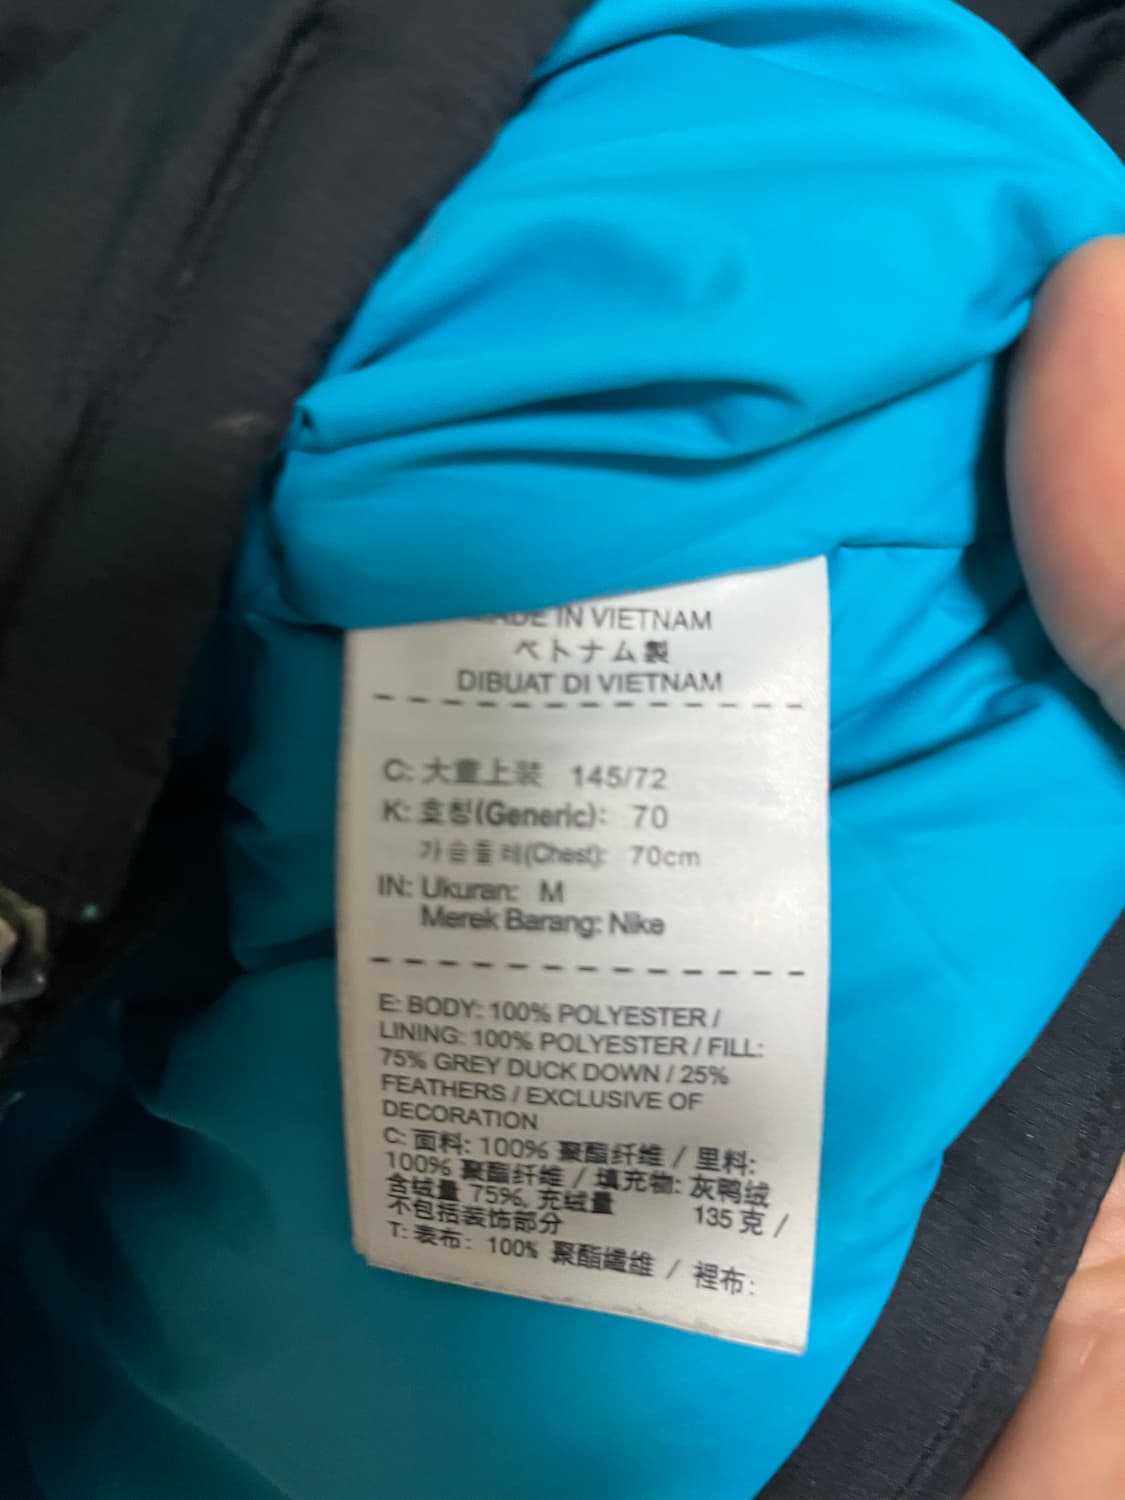 MADE IN VIETNAM
ベトナム製
DIBUAT DI VIETNAM
C: 大童上装 145/72
K: 호칭(Generic): 70
가슴둘레(Chest): 70cm
IN: Ukuran: M
Merek Barang: Nike
E: BODY: 100% POLYESTER /
LINING: 100% POLYESTER / FILL:
75% GREY DUCK DOWN / 25%
FEATHERS / EXCLUSIVE OF
DECORATION
C: 面料: 100% 聚酯纤维 / 里料:
100% 聚酯纤维 / 填充物: 灰鸭绒
含绒量 75%, 充绒量 135 克 /
不包括装饰部分
T: 表布: 100% 聚酯纖維 / 裡布: